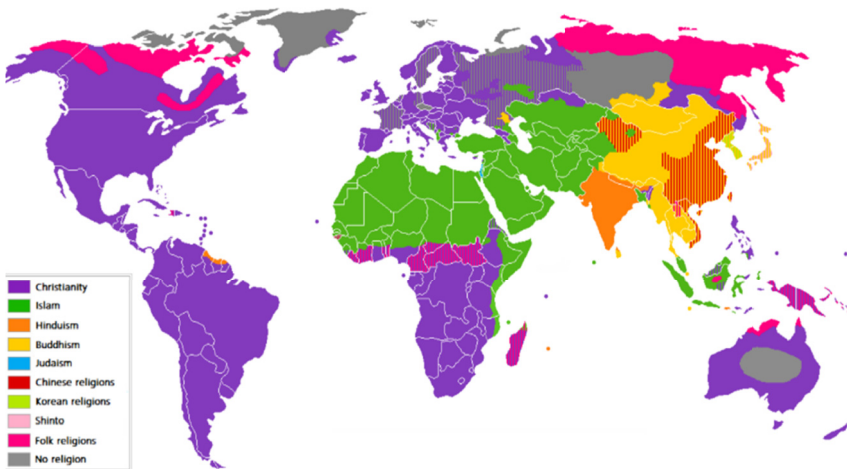 Christianity
Islam
Hinduism
Buddhism
Judaism
Chinese religions
Korean religions
Shinto
Folk religions
No religion